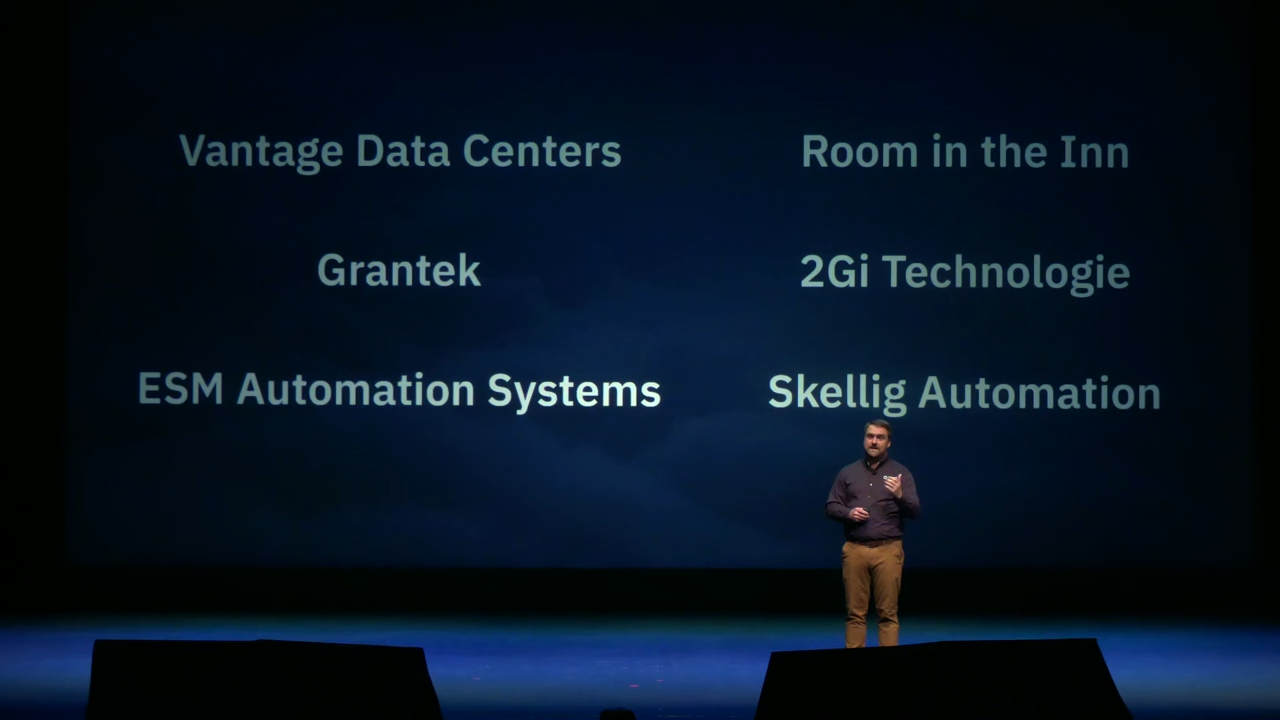 Vantage Data Centers
Room in the Inn
Grantek
2Gi Technologie
ESM Automation Systems
Skellig Automation